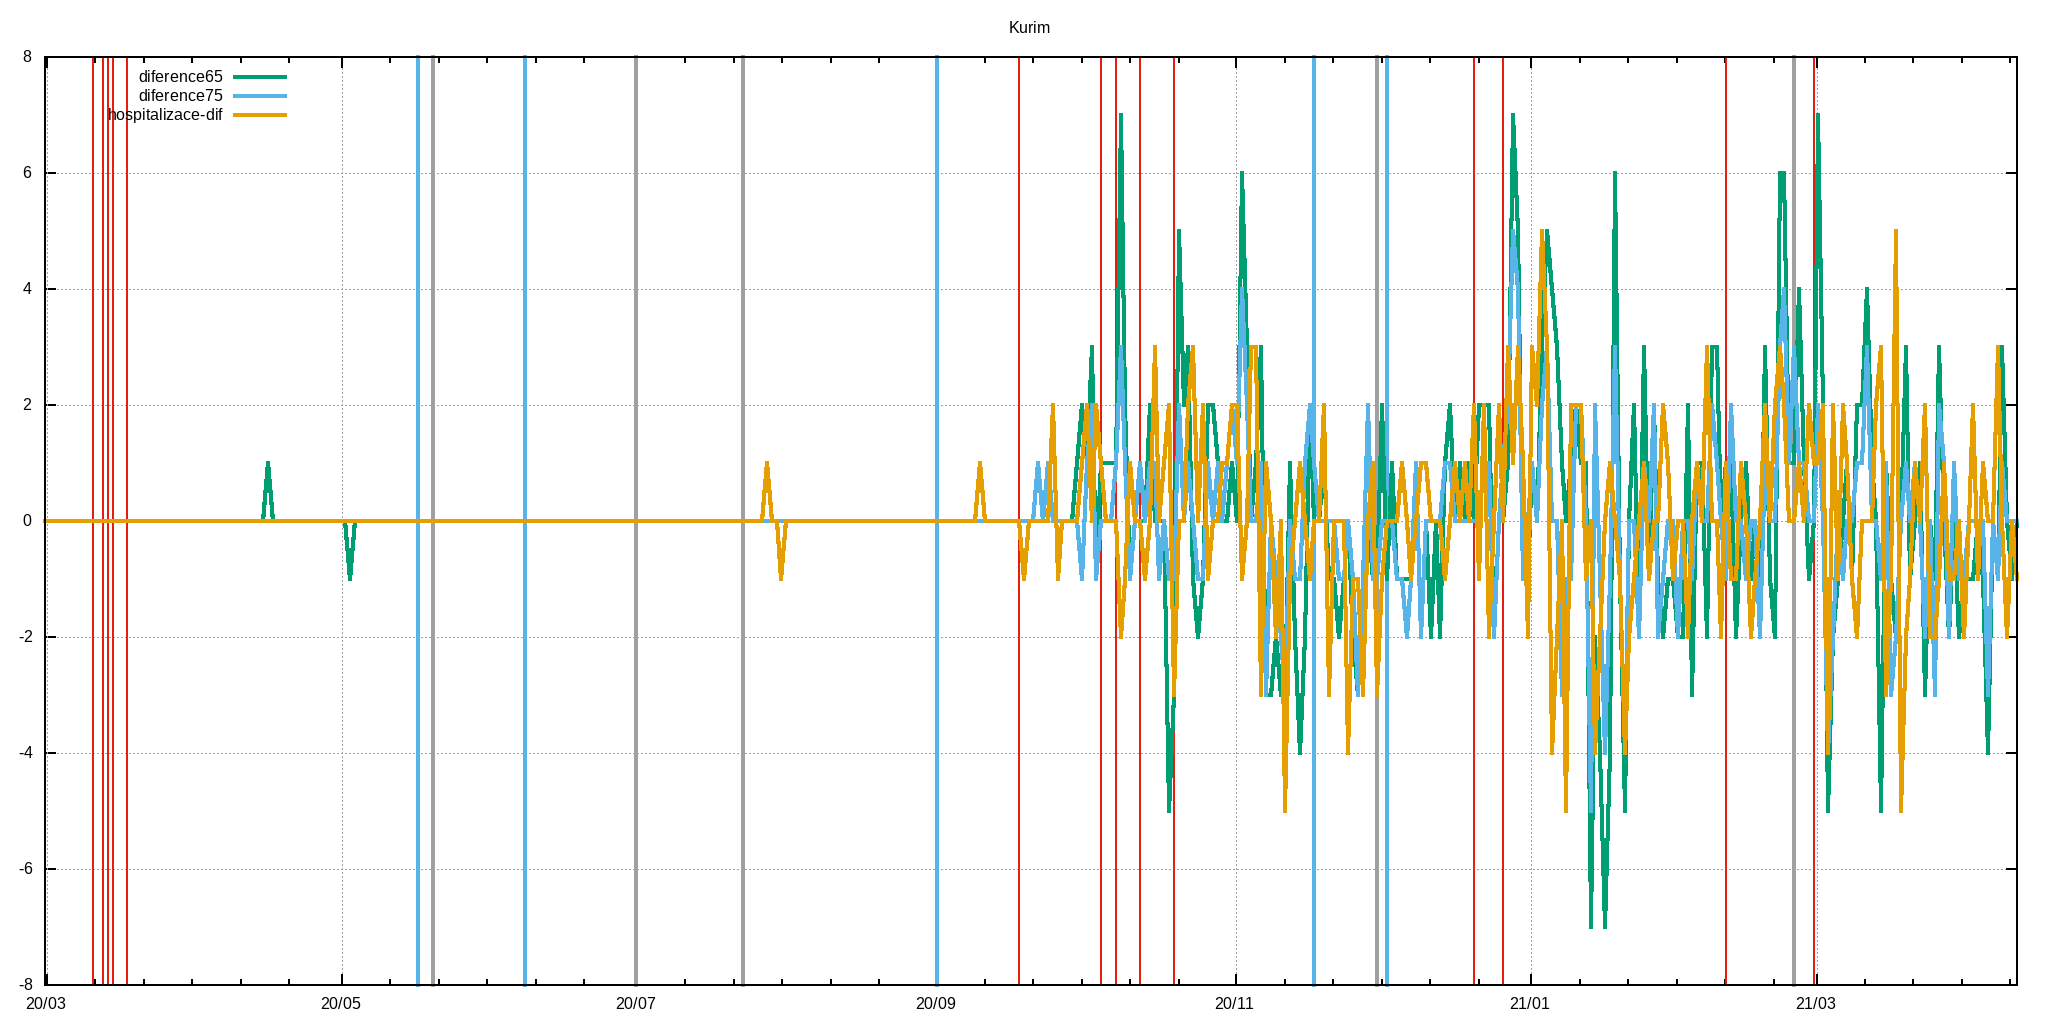 Kurim
diference65
diference75
hospitalizace-dif
8
6
4
2
0
-2
-4
-6
-8
20/03 20/05 20/07 20/09 20/11 21/01 21/03